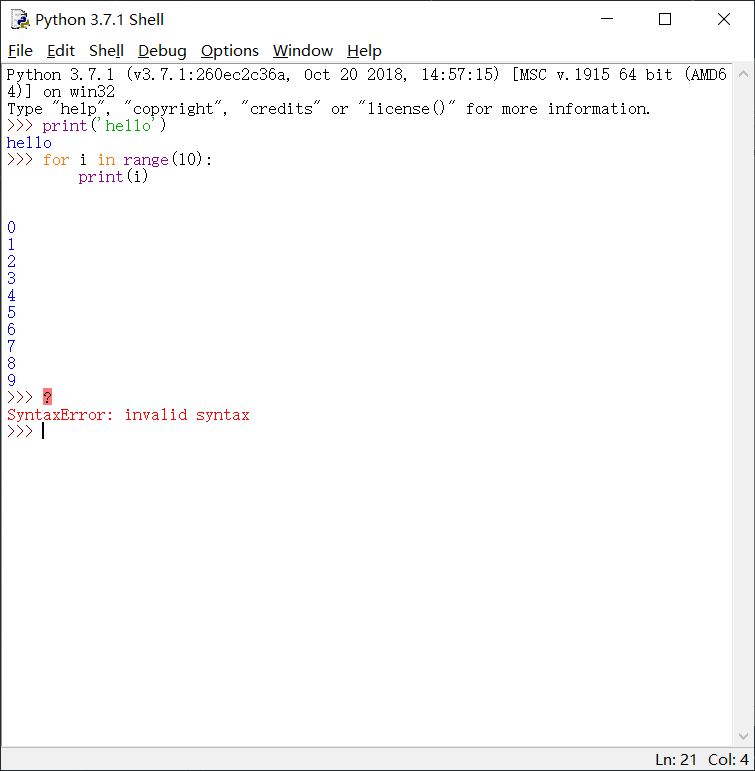 Python 3.7.1 Shell
File Edit Shell Debug Options Window Help
Python 3.7.1 (v3.7.1:260ec2c36a, Oct 20 2018, 14:57:15) [MSC v.1915 64 bit (AMD6
4)] on win32
Type "help", "copyright", "credits" or "license()" for more information.
>>> print('hello')
hello
>>> for i in range(10):
        print(i)
0
1
2
3
4
5
6
7
8
9
>>> ?
SyntaxError: invalid syntax
>>>
Ln: 21 Col: 4